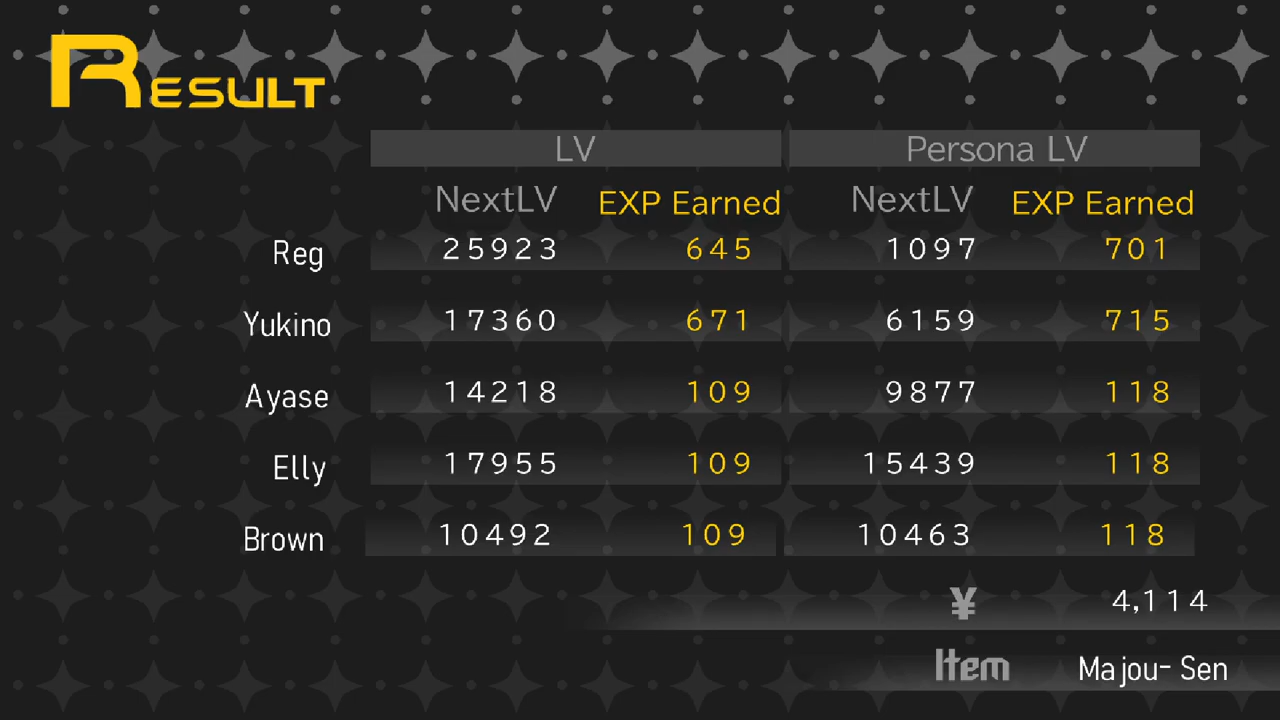 RESULT
LV Persona LV
NextLV EXP Earned NextLV EXP Earned
Reg 25923 645 1097 701
Yukino 17360 671 6159 715
Ayase 14218 109 9877 118
Elly 17955 109 15439 118
Brown 10492 109 10463 118
¥ 4,114
Item Majou- Sen